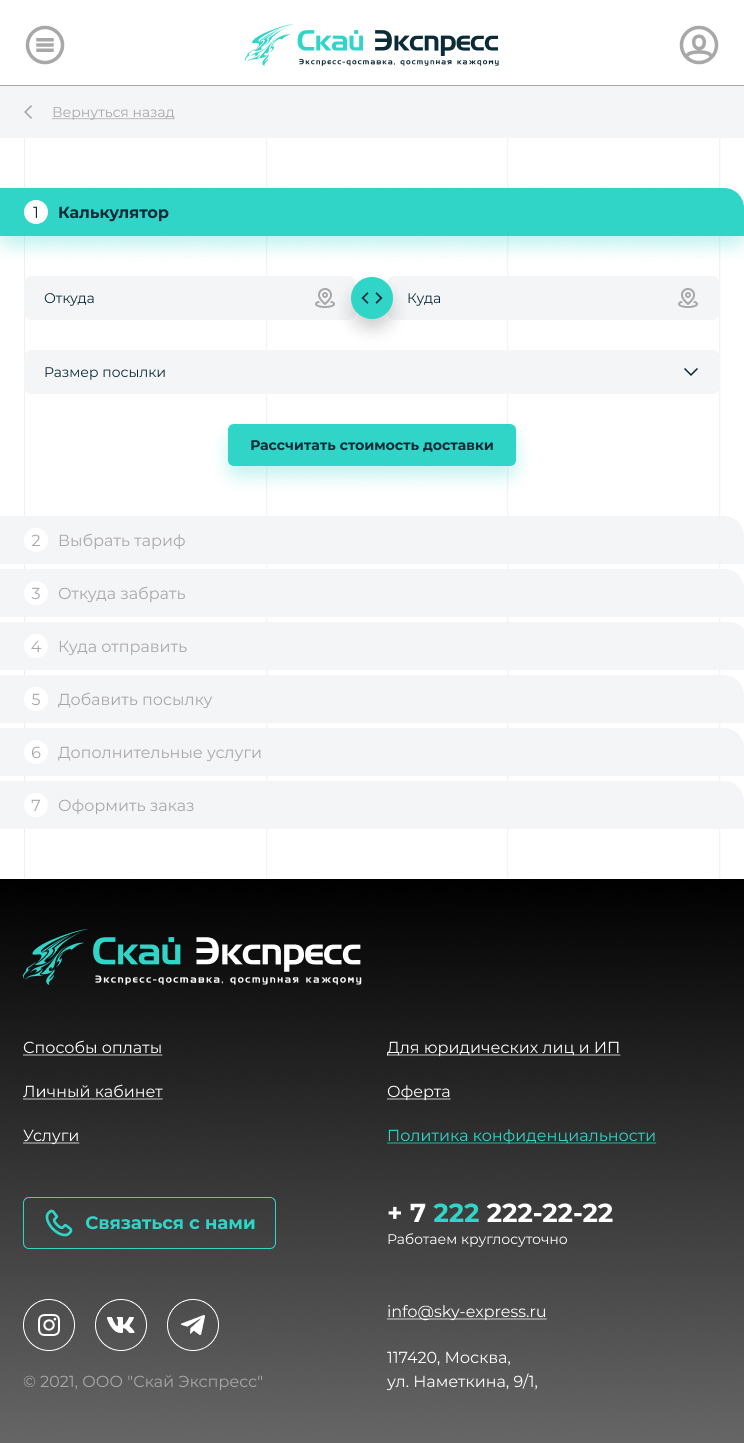 Скай Экспресс
Экспресс-доставка, доступная каждому
Вернуться назад
1 Калькулятор
Откуда
Куда
Размер посылки
Рассчитать стоимость доставки
2 Выбрать тариф
3 Откуда забрать
4 Куда отправить
5 Добавить посылку
6 Дополнительные услуги
7 Оформить заказ
Скай Экспресс
Экспресс-доставка, доступная каждому
Способы оплаты
Для юридических лиц и ИП
Личный кабинет
Оферта
Услуги
Политика конфиденциальности
Связаться с нами
+ 7 222 222-22-22
Работаем круглосуточно
info@sky-express.ru
117420, Москва,
ул. Наметкина, 9/1,
© 2021, ООО "Скай Экспресс"